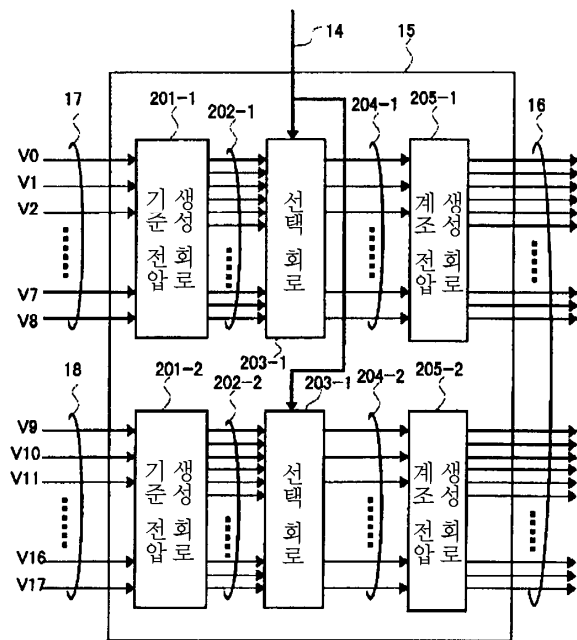 14
15
17
201-1
202-1
204-1
205-1
16
V0
V1
V2
V7
V8
기준 전압
생성 회로
선택 회로
계조 전압
생성 회로
203-1
18
201-2
202-2
203-1
204-2
205-2
V9
V10
V11
V16
V17
기준 전압
생성 회로
선택 회로
계조 전압
생성 회로